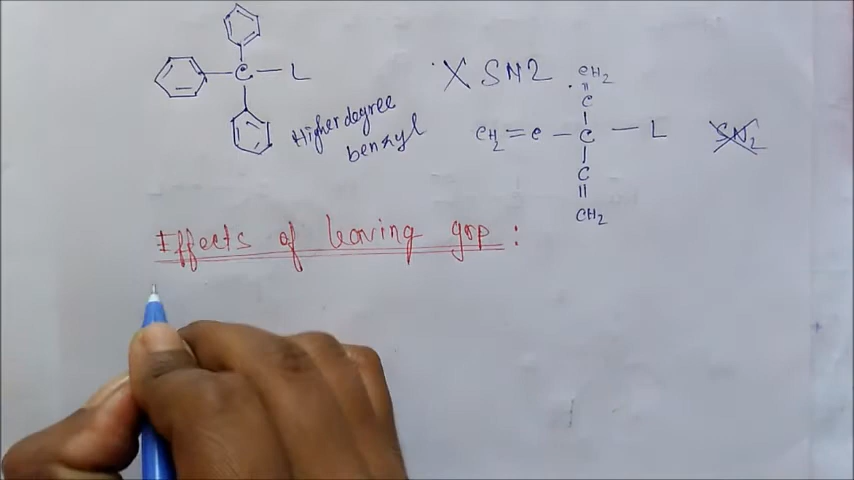 C — L
Higher degree
benzyl
X SN2
CH2
=
C
CH2 = C — C — L
C
=
CH2
SN2
Effects of leaving grp :